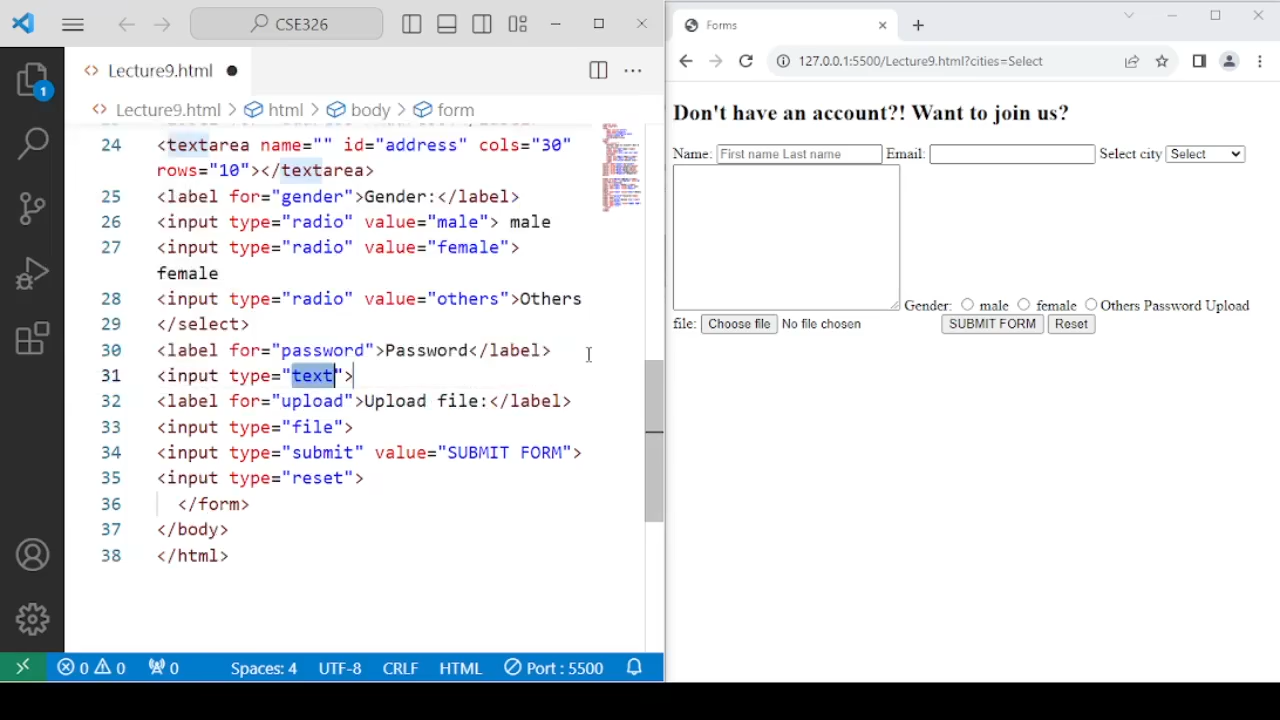 CSE326
Lecture9.html
Lecture9.html > html > body > form
24 <textarea name="" id="address" cols="30"
rows="10"></textarea>
25 <label for="gender">Gender:</label>
26 <input type="radio" value="male"> male
27 <input type="radio" value="female">
female
28 <input type="radio" value="others">Others
29 </select>
30 <label for="password">Password</label>
31 <input type="text">
32 <label for="upload">Upload file:</label>
33 <input type="file">
34 <input type="submit" value="SUBMIT FORM">
35 <input type="reset">
36 </form>
37 </body>
38 </html>
1
0 0 0 Spaces: 4 UTF-8 CRLF HTML Port : 5500
Forms
127.0.0.1:5500/Lecture9.html?cities=Select
Don't have an account?! Want to join us?
Name: First name Last name Email: Select city Select
Gender: male female Others Password Upload
file: Choose file No file chosen SUBMIT FORM Reset